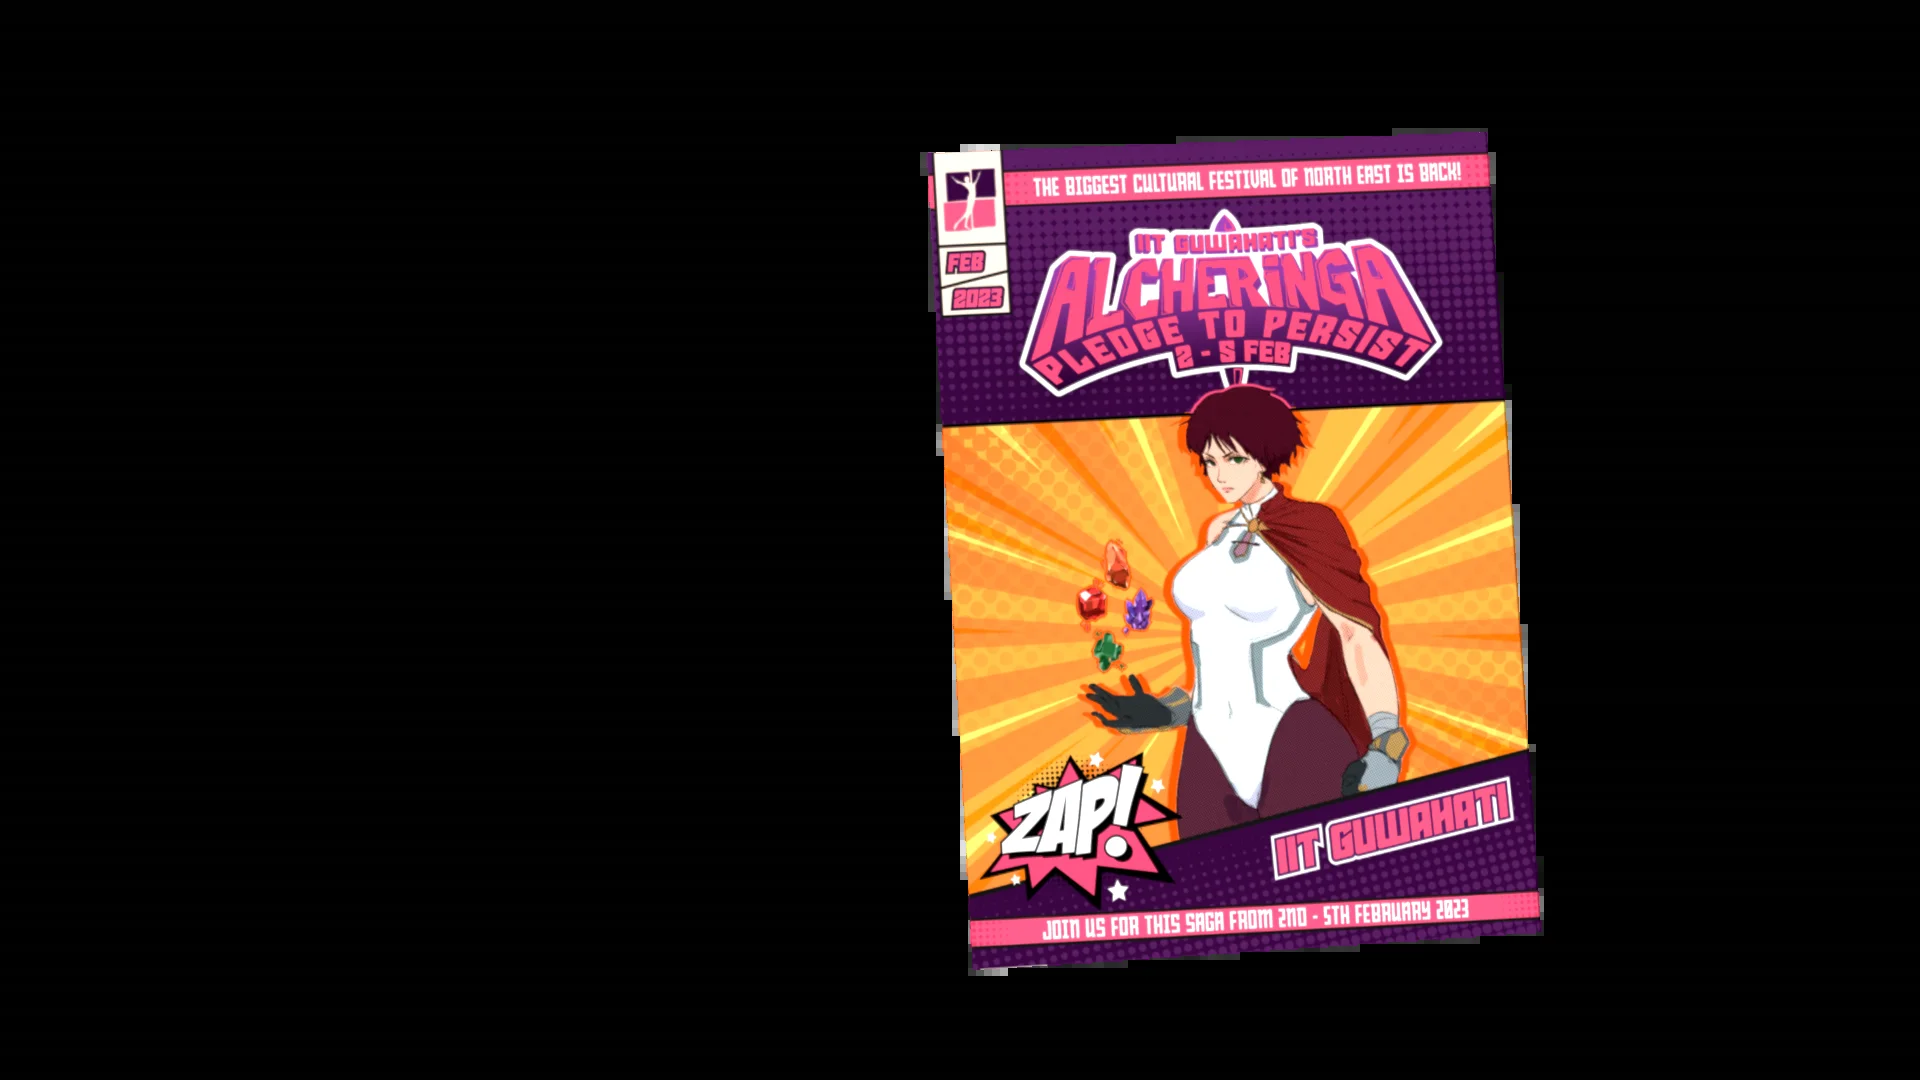 THE BIGGEST CULTURAL FESTIVAL OF NORTH EAST IS BACK!
FEB
2023
IIT GUWAHATI'S
ALCHERINGA
PLEDGE TO PERSIST
2 - 5 FEB
ZAP!
IIT GUWAHATI
JOIN US FOR THIS SAGA FROM 2ND - 5TH FEBRUARY 2023